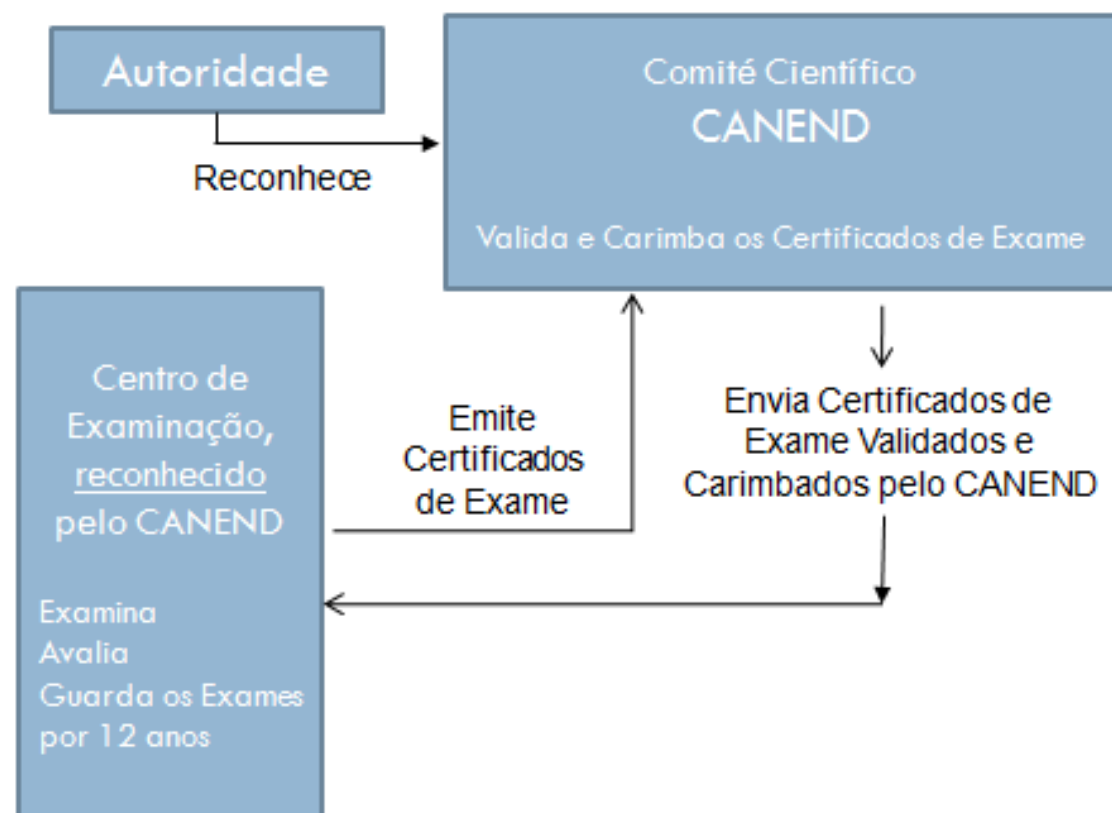 Autoridade
Reconhece
Comité Científico
CANEND
Valida e Carimba os Certificados de Exame
Centro de
Examinação,
reconhecido
pelo CANEND
Examina
Avalia
Guarda os Exames
por 12 anos
Emite
Certificados
de Exame
Envia Certificados de
Exame Validados e
Carimbados pelo CANEND